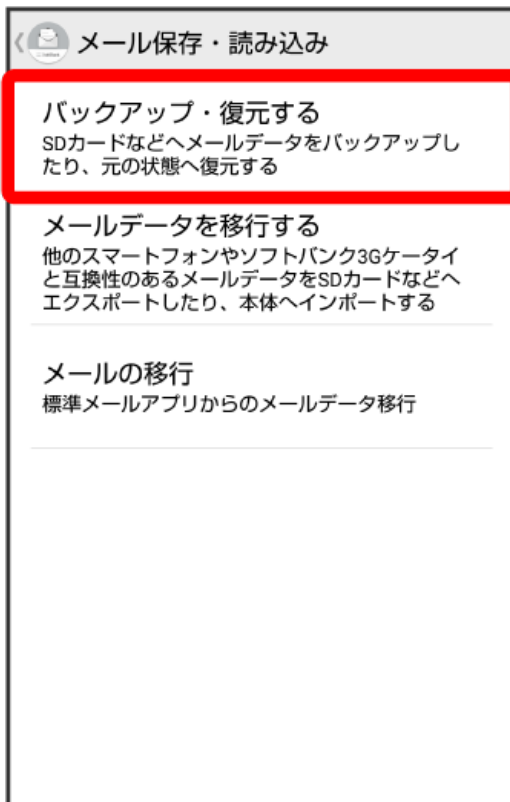 メール保存・読み込み
バックアップ・復元する
SDカードなどへメールデータをバックアップし
たり、元の状態へ復元する
メールデータを移行する
他のスマートフォンやソフトバンク3Gケータイ
と互換性のあるメールデータをSDカードなどへ
エクスポートしたり、本体へインポートする
メールの移行
標準メールアプリからのメールデータ移行